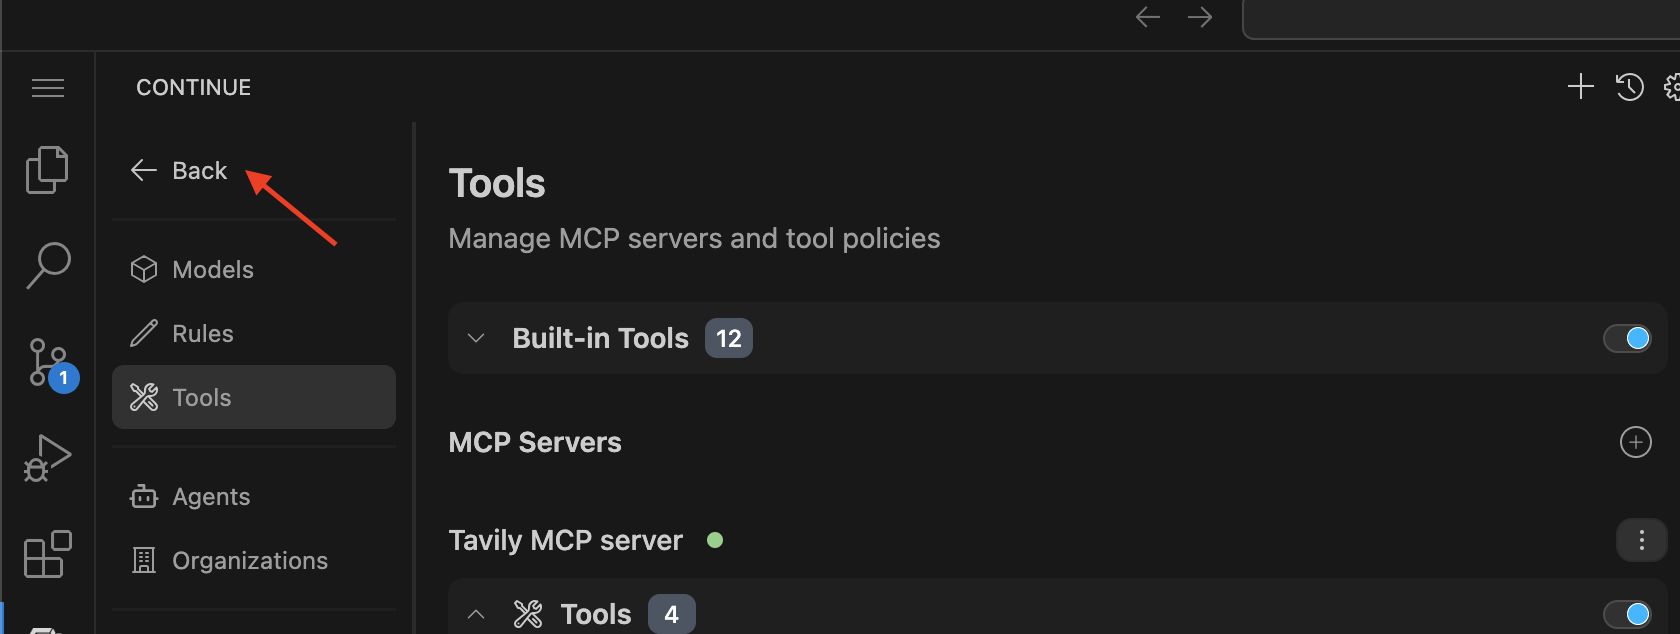 CONTINUE
Back
Models
Rules
Tools
Agents
Organizations
1
Tools
Manage MCP servers and tool policies
Built-in Tools 12
MCP Servers
Tavily MCP server
Tools 4